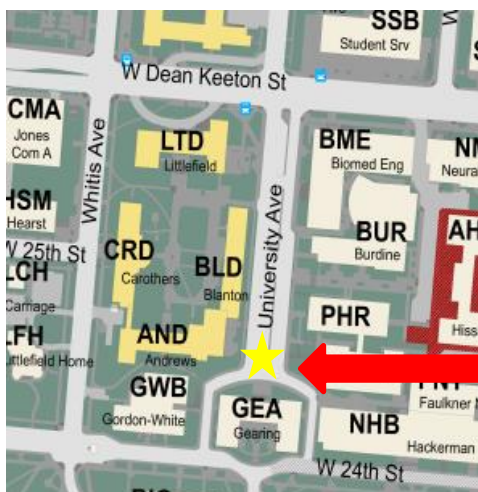 SSB
Student Srv
W Dean Keeton St
CMA
Jones
Com A
LTD
Littlefield
BME
Biomed Eng
Whitis Ave
University Ave
HSM
Hearst
BUR
Burdine
W 25th St
LCH
Carriage
CRD
Carothers
BLD
Blanton
PHR
LFH
Littlefield Home
AND
Andrews
GWB
Gordon-White
GEA
Gearing
NHB
Hackerman
Faulkner
W 24th St